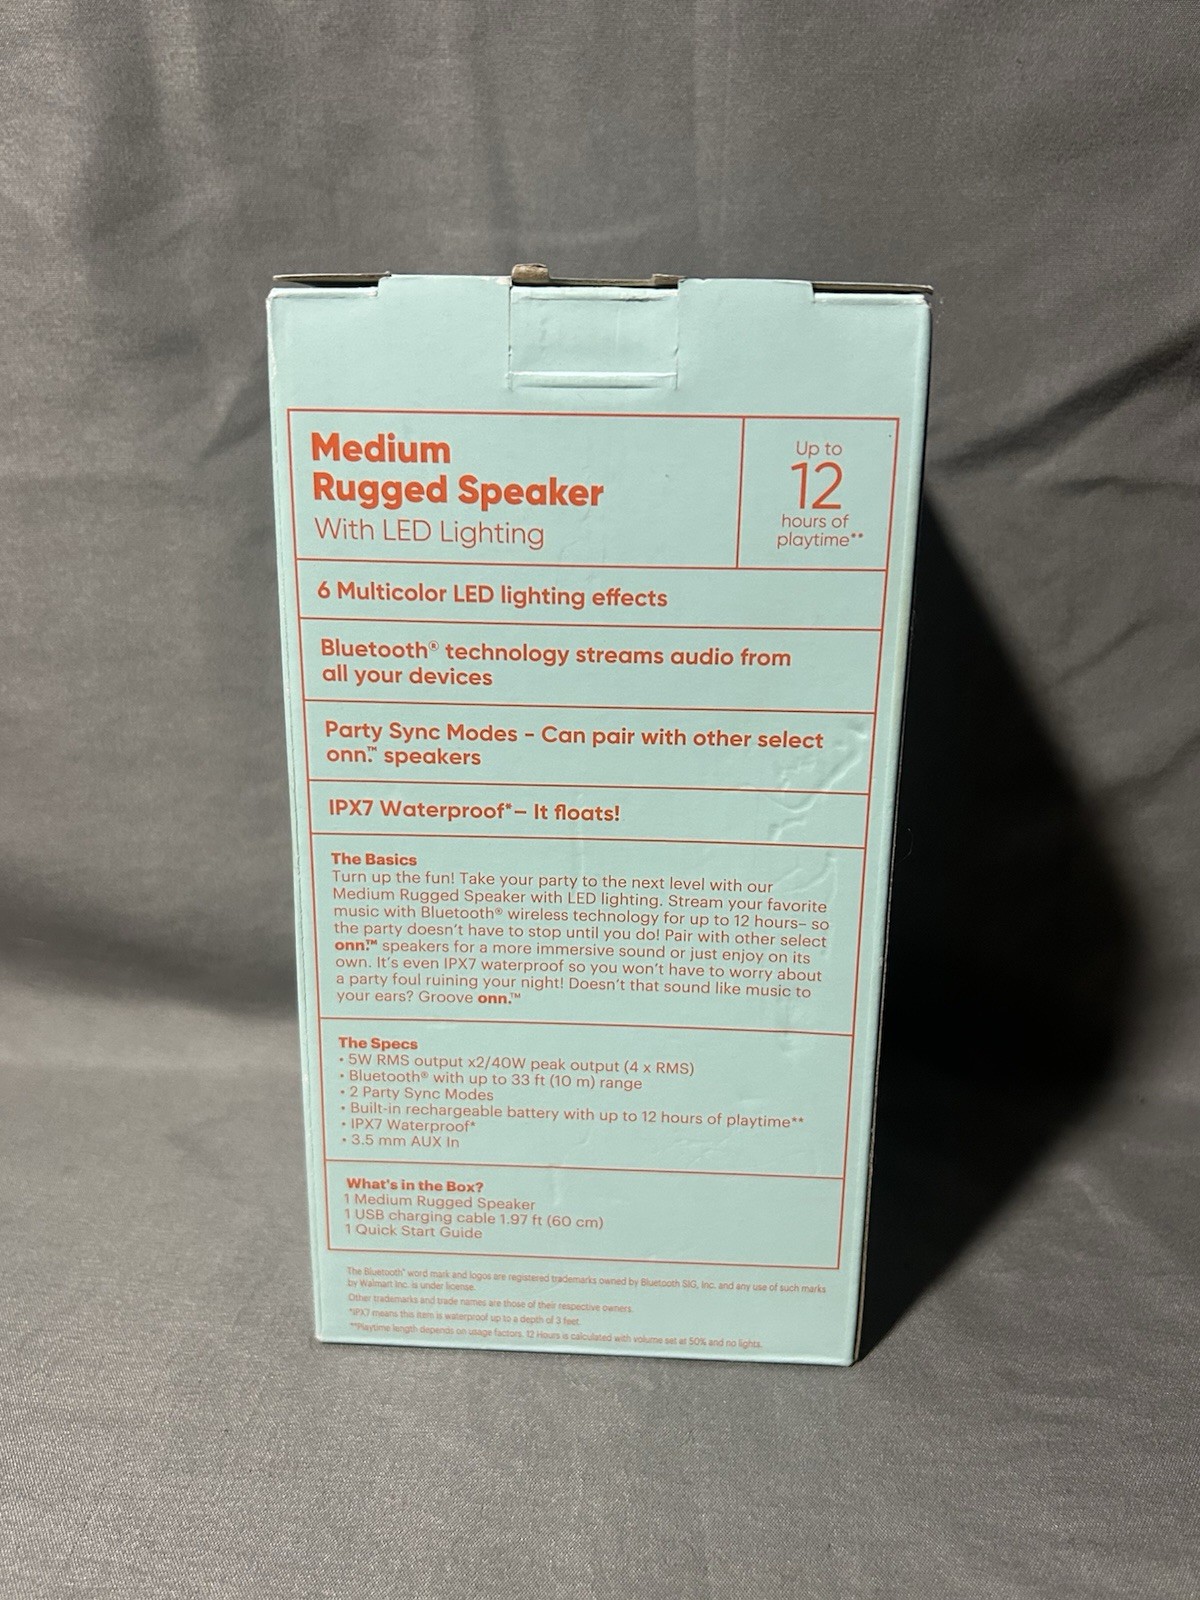 Medium
Rugged Speaker
With LED Lighting
Up to
12
hours of
playtime**
6 Multicolor LED lighting effects
Bluetooth® technology streams audio from
all your devices
Party Sync Modes - Can pair with other select
onn.™ speakers
IPX7 Waterproof*– It floats!
The Basics
Turn up the fun! Take your party to the next level with our
Medium Rugged Speaker with LED lighting. Stream your favorite
music with Bluetooth® wireless technology for up to 12 hours– so
the party doesn't have to stop until you do! Pair with other select
onn.™ speakers for a more immersive sound or just enjoy on its
own. It's even IPX7 waterproof so you won't have to worry about
a party foul ruining your night! Doesn't that sound like music to
your ears? Groove onn.™
The Specs
• 5W RMS output x2/40W peak output (4 x RMS)
• Bluetooth® with up to 33 ft (10 m) range
• 2 Party Sync Modes
• Built-in rechargeable battery with up to 12 hours of playtime**
• IPX7 Waterproof*
• 3.5 mm AUX In
What's in the Box?
1 Medium Rugged Speaker
1 USB charging cable 1.97 ft (60 cm)
1 Quick Start Guide
The Bluetooth® word mark and logos are registered trademarks owned by Bluetooth SIG, Inc. and any use of such marks
by Walmart Inc. is under license.
Other trademarks and trade names are those of their respective owners.
*IPX7 means this item is waterproof up to a depth of 3 feet.
**Playtime length depends on usage factors. 12 Hours is calculated with volume set at 50% and no lights.